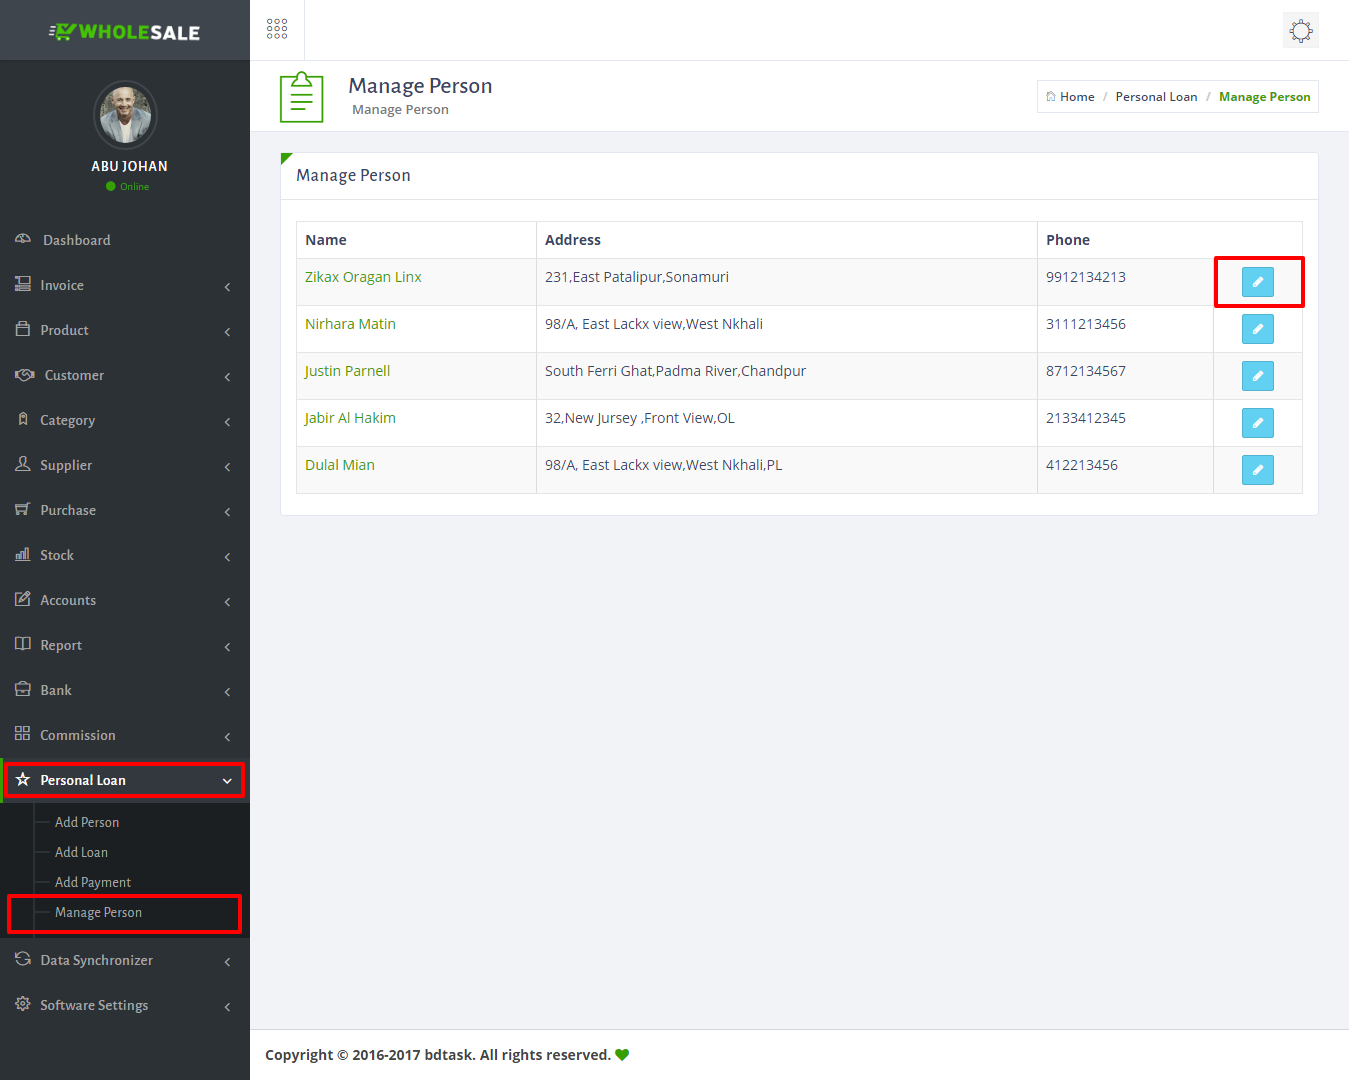 WHOLESALE
ABU JOHAN
Online
Dashboard
Invoice
Product
Customer
Category
Supplier
Purchase
Stock
Accounts
Report
Bank
Commission
Personal Loan
Add Person
Add Loan
Add Payment
Manage Person
Data Synchronizer
Software Settings
Manage Person
Manage Person
Home / Personal Loan / Manage Person
Manage Person
Name Address Phone
Zikax Oragan Linx 231,East Patalipur,Sonamuri 9912134213
Nirhara Matin 98/A, East Lackx view,West Nkhali 3111213456
Justin Parnell South Ferri Ghat,Padma River,Chandpur 8712134567
Jabir Al Hakim 32,New Jursey ,Front View,OL 2133412345
Dulal Mian 98/A, East Lackx view,West Nkhali,PL 412213456
Copyright © 2016-2017 bdtask. All rights reserved.